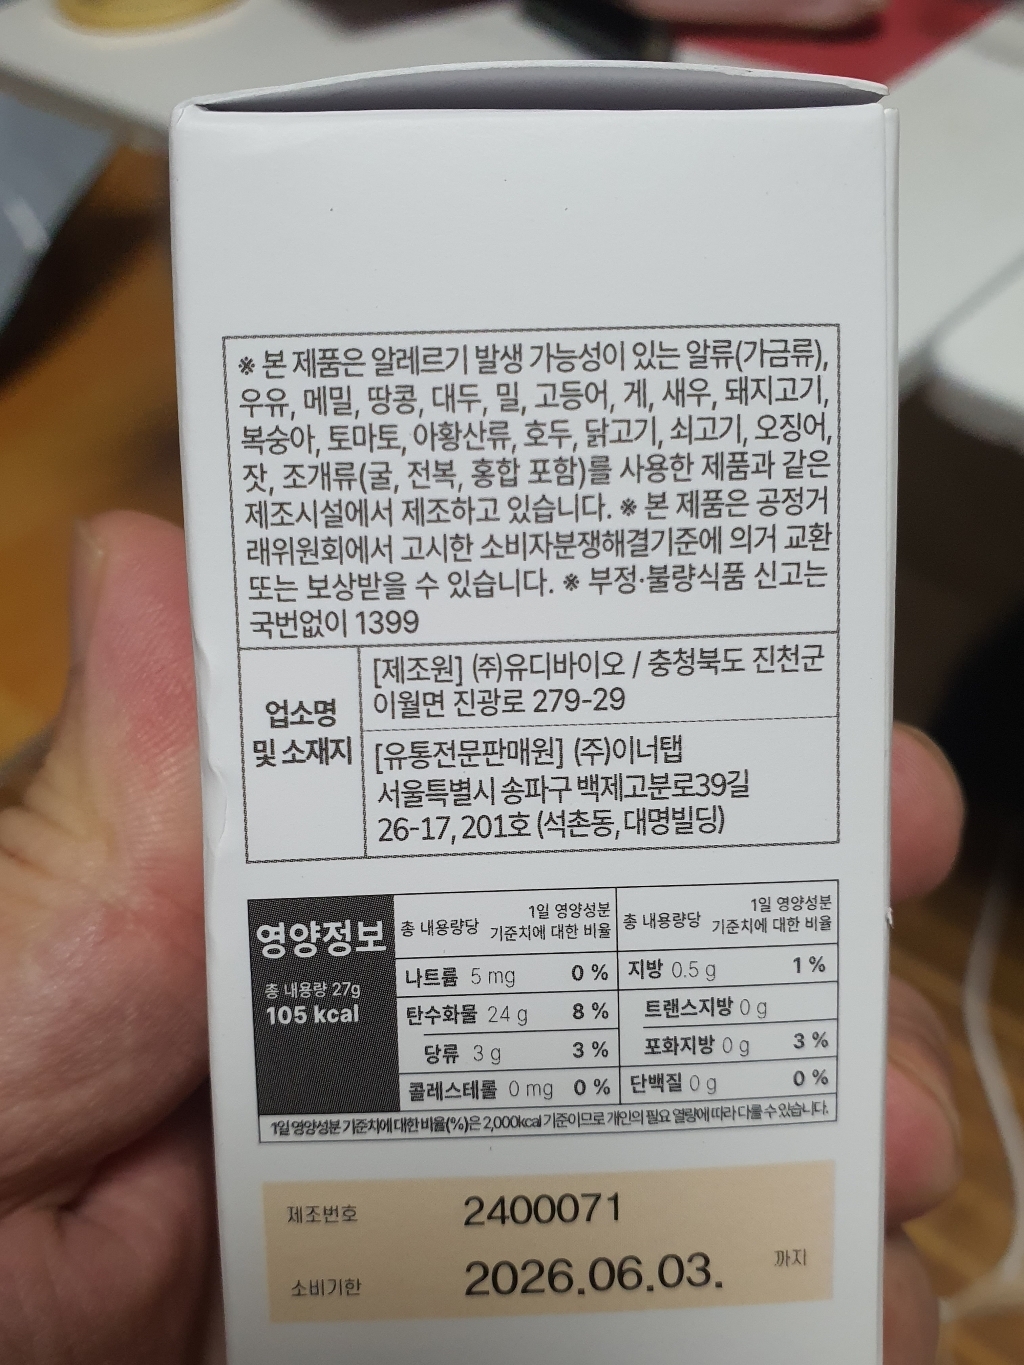 ※ 본 제품은 알레르기 발생 가능성이 있는 알류(가금류),
우유, 메밀, 땅콩, 대두, 밀, 고등어, 게, 새우, 돼지고기,
복숭아, 토마토, 아황산류, 호두, 닭고기, 쇠고기, 오징어,
잣, 조개류(굴, 전복, 홍합 포함)를 사용한 제품과 같은
제조시설에서 제조하고 있습니다. ※ 본 제품은 공정거
래위원회에서 고시한 소비자분쟁해결기준에 의거 교환
또는 보상받을 수 있습니다. ※ 부정·불량식품 신고는
국번없이 1399
업소명
및 소재지
[제조원] (주)유디바이오 / 충청북도 진천군
이월면 진광로 279-29
[유통전문판매원] (주)이너탭
서울특별시 송파구 백제고분로39길
26-17, 201호 (석촌동, 대명빌딩)
영양정보
총 내용량 27g
105 kcal
총 내용량당 1일 영양성분
기준치에 대한 비율
총 내용량당 1일 영양성분
기준치에 대한 비율
나트륨 5 mg 0 % 지방 0.5 g 1 %
탄수화물 24 g 8 % 트랜스지방 0 g
당류 3 g 3 % 포화지방 0 g 3 %
콜레스테롤 0 mg 0 % 단백질 0 g 0 %
1일 영양성분 기준치에 대한 비율(%)은 2,000kcal 기준이므로 개인의 필요 열량에 따라 다를 수 있습니다.
제조번호 2400071
소비기한 2026.06.03. 까지